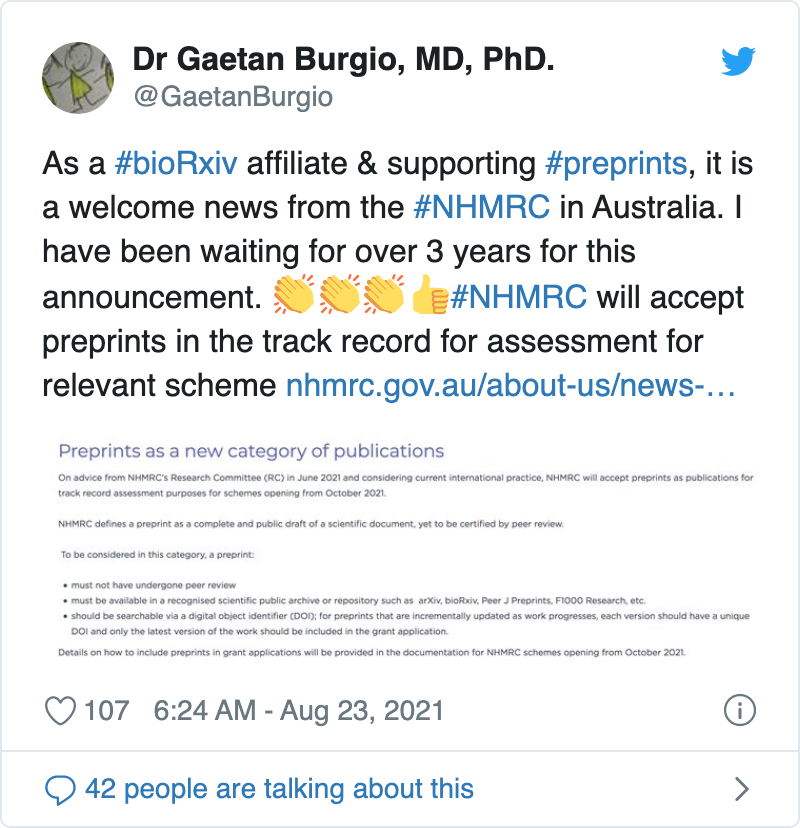 Dr Gaetan Burgio, MD, PhD.
@GaetanBurgio
As a #bioRxiv affiliate & supporting #preprints, it is
a welcome news from the #NHMRC in Australia. I
have been waiting for over 3 years for this
announcement. 👏👏👏👍#NHMRC will accept
preprints in the track record for assessment for
relevant scheme nhmrc.gov.au/about-us/news-…
Preprints as a new category of publications
On advice from NHMRC's Research Committee (RC) in June 2021 and considering current international practice, NHMRC will accept preprints as publications for
track record assessment purposes for schemes opening from October 2021.
NHMRC defines a preprint as a complete and public draft of a scientific document, yet to be certified by peer review.
To be considered in this category, a preprint:
• must not have undergone peer review
• must be available in a recognised scientific public archive or repository such as arXiv, bioRxiv, Peer J Preprints, F1000 Research, etc.
• should be searchable via a digital object identifier (DOI); for preprints that are incrementally updated as work progresses, each version should have a unique
DOI and only the latest version of the work should be included in the grant application.
Details on how to include preprints in grant applications will be provided in the documentation for NHMRC schemes opening from October 2021.
107 6:24 AM - Aug 23, 2021
42 people are talking about this